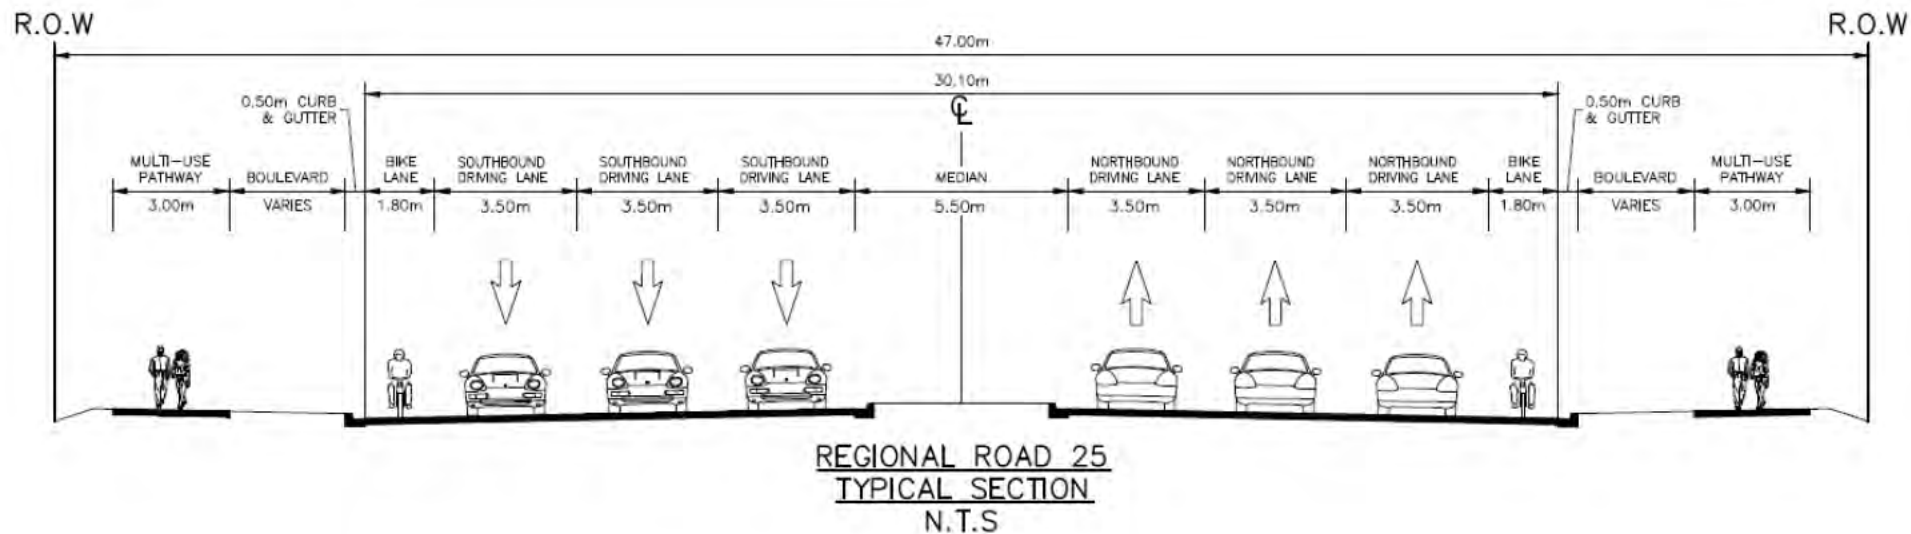 R.O.W
R.O.W
47.00m
30.10m
℄
0.50m CURB
& GUTTER
0.50m CURB
& GUTTER
MULTI-USE
PATHWAY
3.00m
BOULEVARD
VARIES
BIKE
LANE
1.80m
SOUTHBOUND
DRIVING LANE
3.50m
SOUTHBOUND
DRIVING LANE
3.50m
SOUTHBOUND
DRIVING LANE
3.50m
MEDIAN
5.50m
NORTHBOUND
DRIVING LANE
3.50m
NORTHBOUND
DRIVING LANE
3.50m
NORTHBOUND
DRIVING LANE
3.50m
BIKE
LANE
1.80m
BOULEVARD
VARIES
MULTI-USE
PATHWAY
3.00m
REGIONAL ROAD 25
TYPICAL SECTION
N.T.S